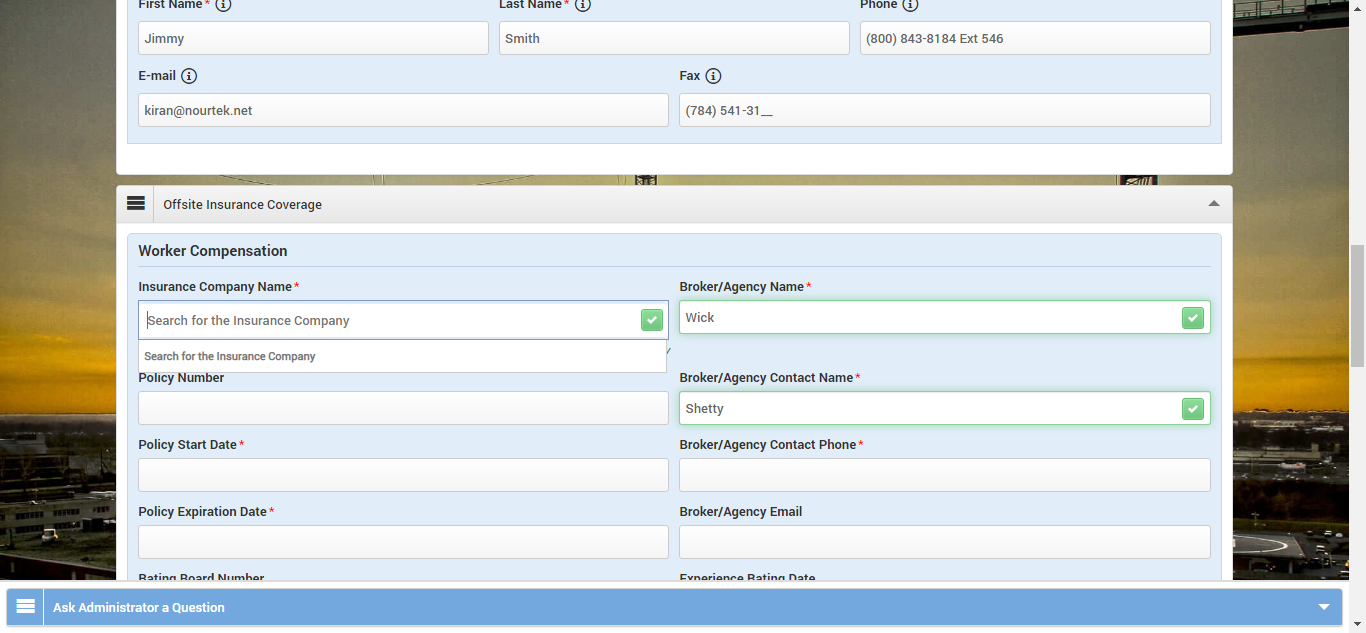 First Name* Last Name* Phone
Jimmy Smith (800) 843-8184 Ext 546
E-mail Fax
kiran@nourtek.net (784) 541-31__
Offsite Insurance Coverage
Worker Compensation
Insurance Company Name* Broker/Agency Name*
Search for the Insurance Company Wick
Search for the Insurance Company
Policy Number Broker/Agency Contact Name*
Shetty
Policy Start Date* Broker/Agency Contact Phone*
Policy Expiration Date* Broker/Agency Email
Rating Board Number Experience Rating Date
Ask Administrator a Question